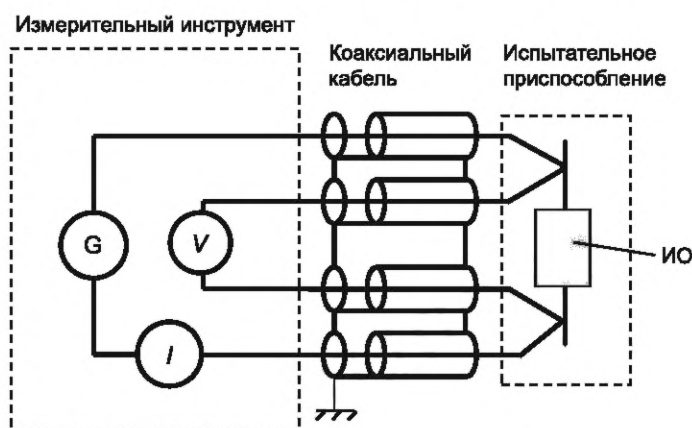 Измерительный инструмент
Коаксиальный
кабель
Испытательное
приспособление
G
V
I
ИО